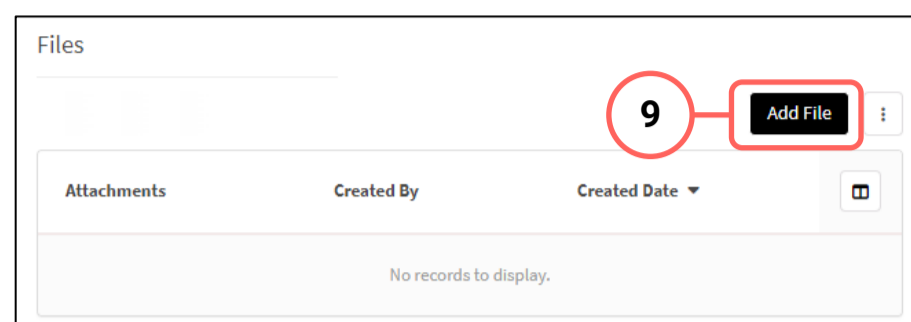 Files
9
Add File
Attachments Created By Created Date
No records to display.